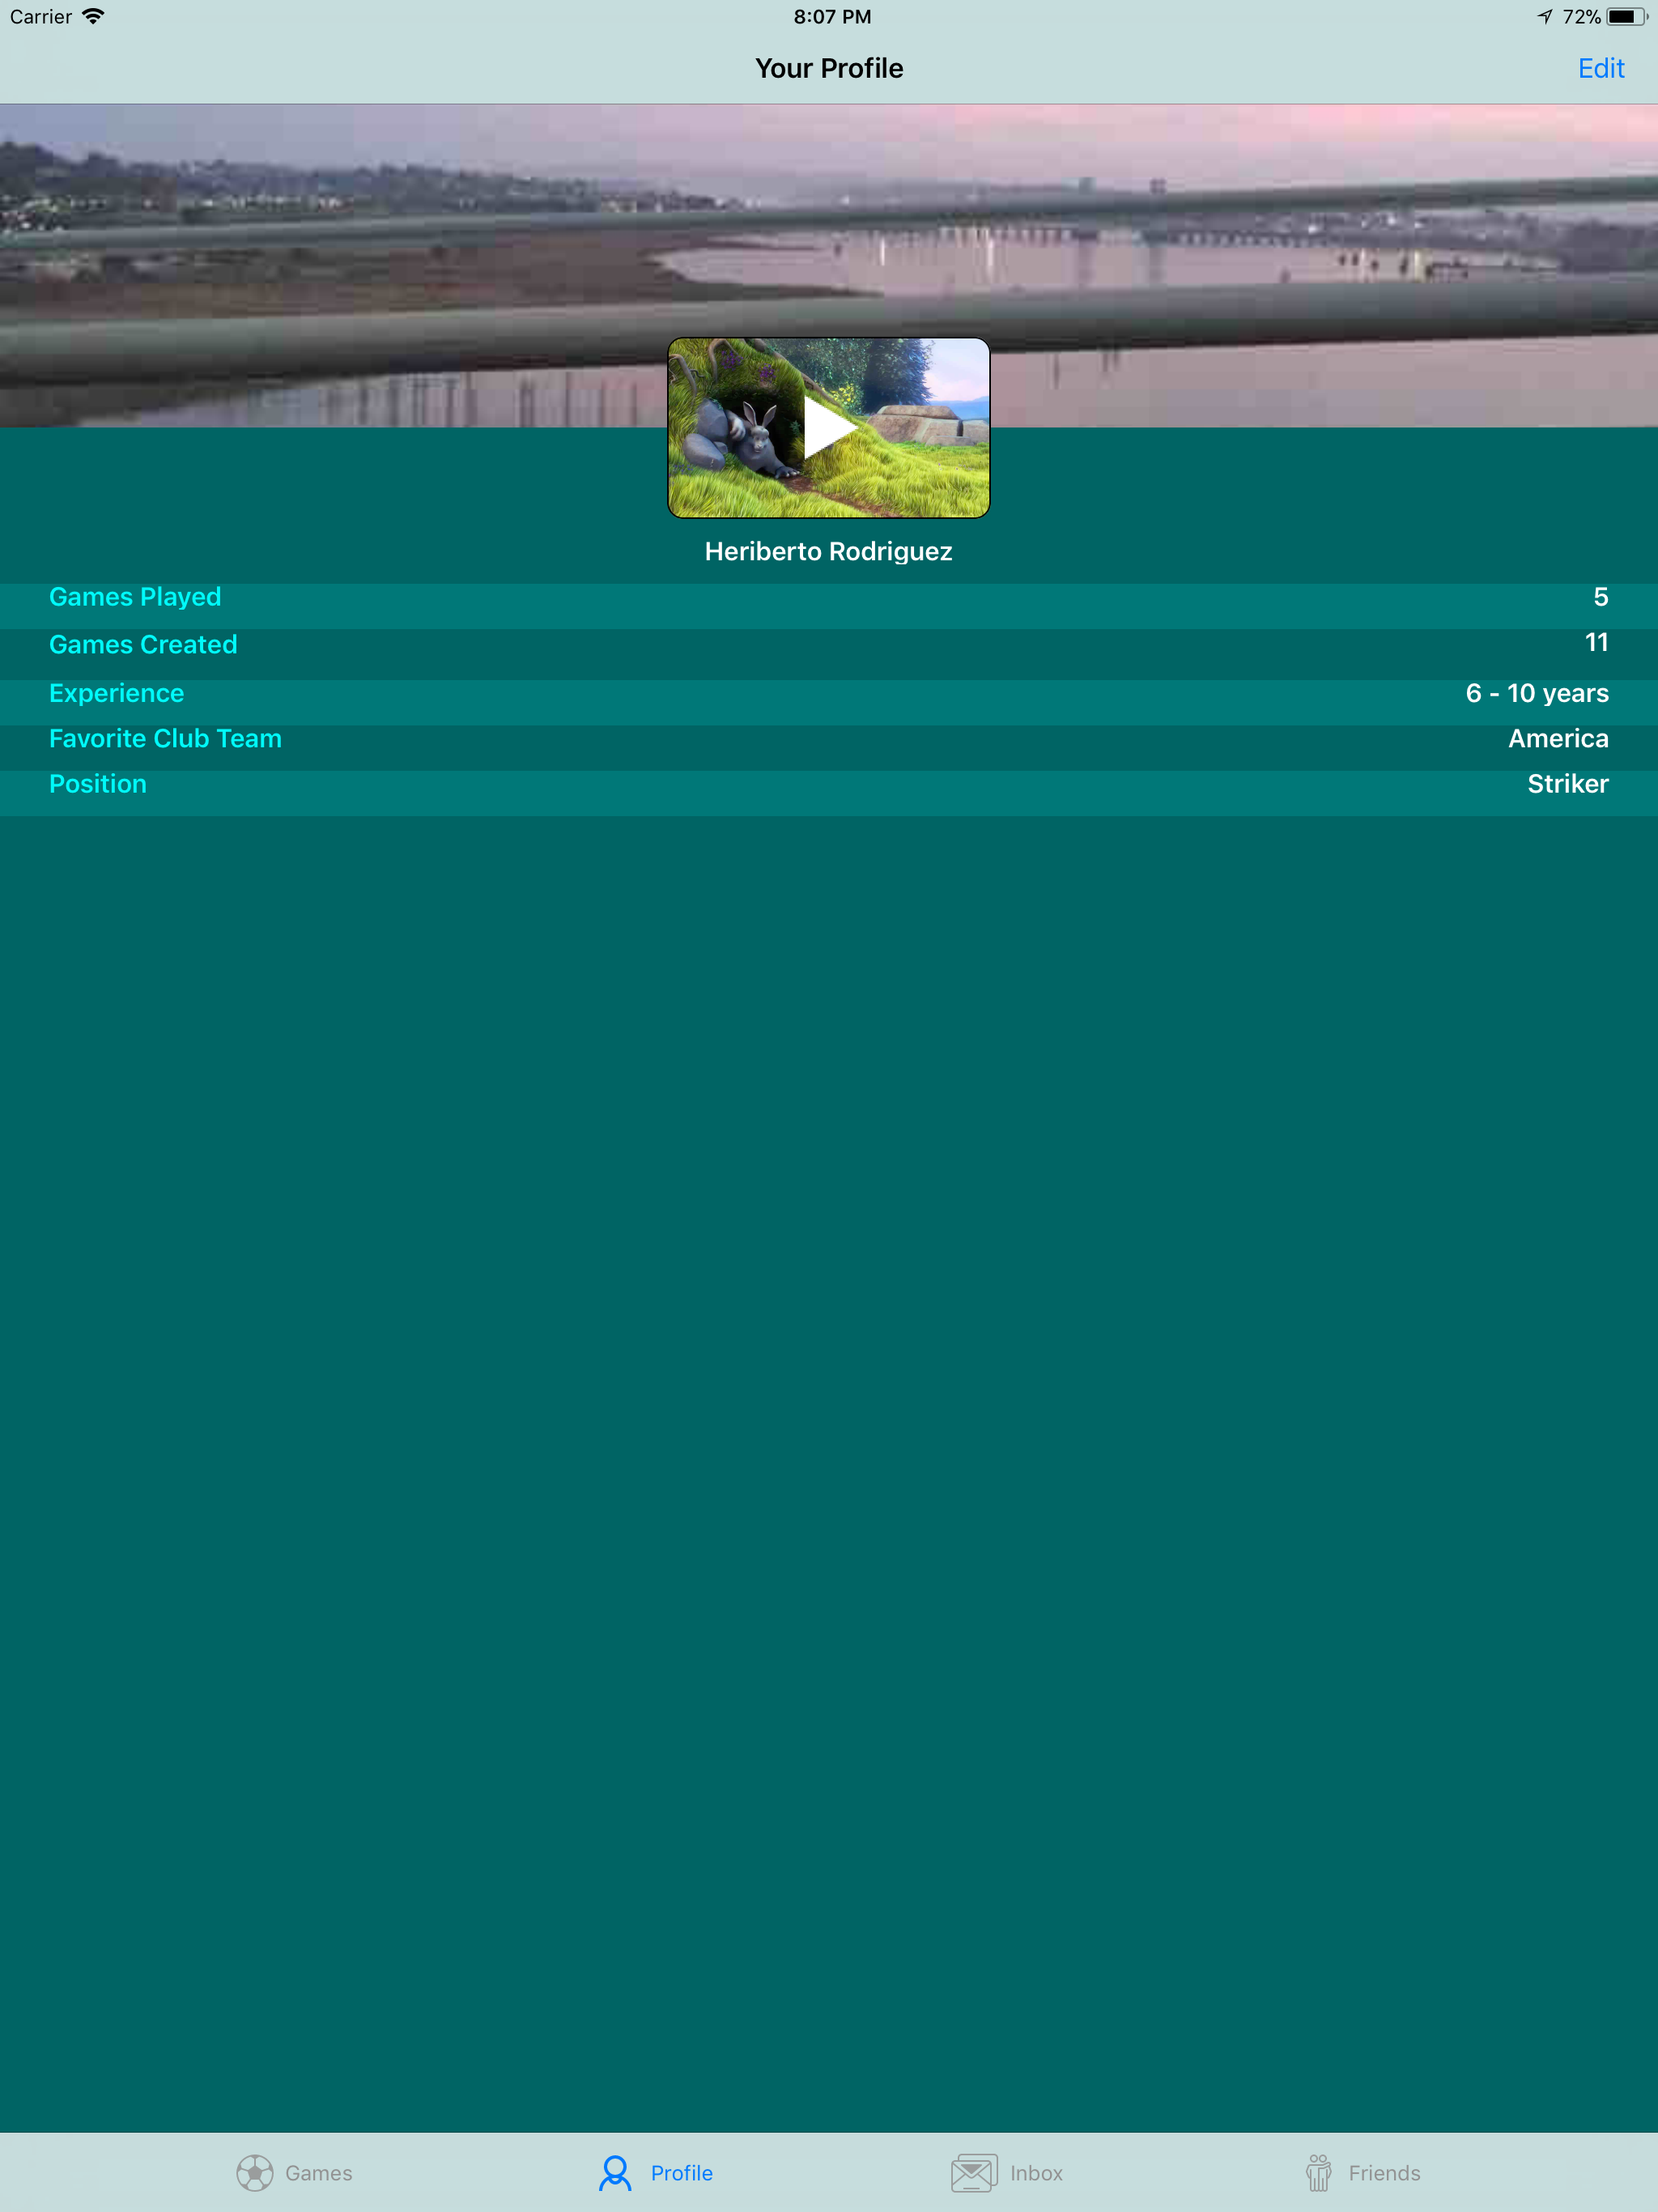 Carrier 8:07 PM 72%
Your Profile Edit
Heriberto Rodriguez
Games Played 5
Games Created 11
Experience 6 - 10 years
Favorite Club Team America
Position Striker
Games Profile Inbox Friends